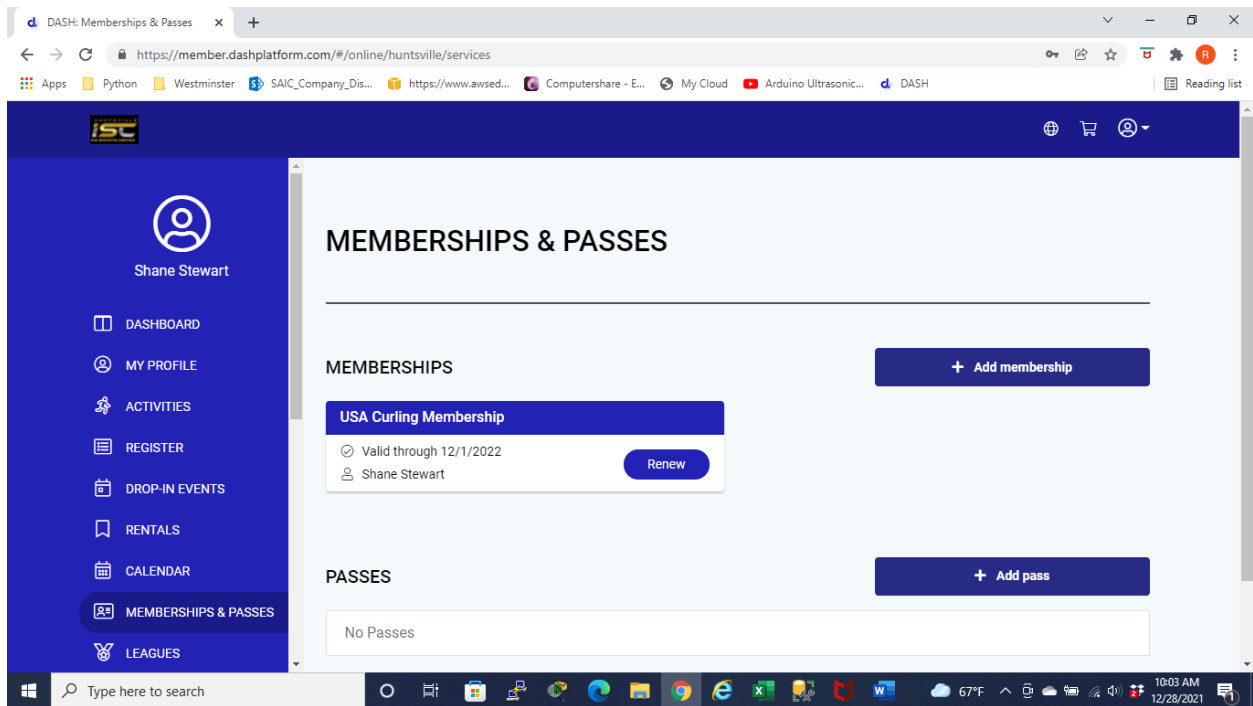 DASH: Memberships & Passes
https://member.dashplatform.com/#/online/huntsville/services
R
Apps Python Westminster SAIC_Company_Dis... https://www.awsed... Computershare - E... My Cloud Arduino Ultrasonic... DASH Reading list
ISC
Shane Stewart
DASHBOARD
MY PROFILE
ACTIVITIES
REGISTER
DROP-IN EVENTS
RENTALS
CALENDAR
MEMBERSHIPS & PASSES
LEAGUES
MEMBERSHIPS & PASSES
MEMBERSHIPS
+ Add membership
USA Curling Membership
Valid through 12/1/2022
Shane Stewart
Renew
PASSES
+ Add pass
No Passes
Type here to search
67°F
10:03 AM
12/28/2021